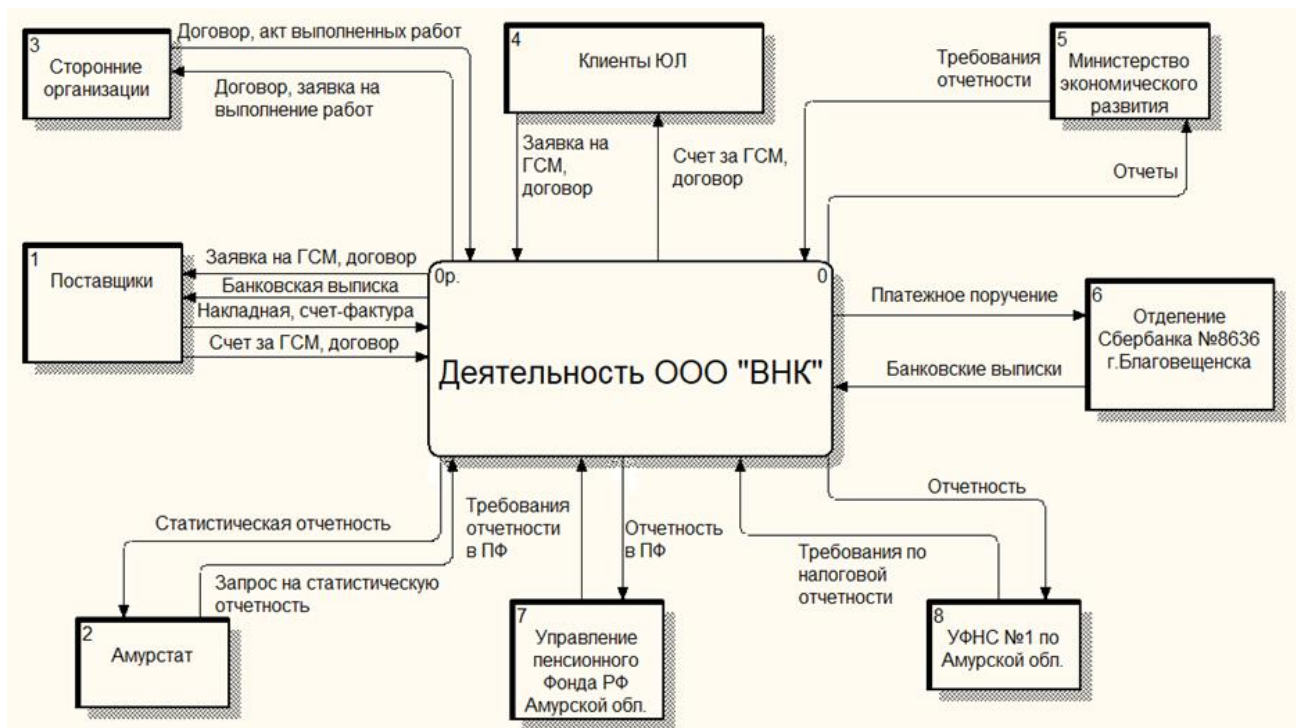 3
Сторонние
организации
Договор, акт выполненных работ
Договор, заявка на
выполнение работ
4
Клиенты ЮЛ
Заявка на
ГСМ,
договор
Счет за ГСМ,
договор
5
Министерство
экономического
развития
Требования
отчетности
Отчеты
1
Поставщики
Заявка на ГСМ, договор
Банковская выписка
Накладная, счет-фактура
Счет за ГСМ, договор
0р.
0
Деятельность ООО "ВНК"
Платежное поручение
Банковские выписки
6
Отделение
Сбербанка №8636
г.Благовещенска
Статистическая отчетность
Запрос на статистическую
отчетность
2
Амурстат
Требования
отчетности
в ПФ
Отчетность
в ПФ
7
Управление
пенсионного
Фонда РФ
Амурской обл.
Отчетность
Требования по
налоговой
отчетности
8
УФНС №1 по
Амурской обл.